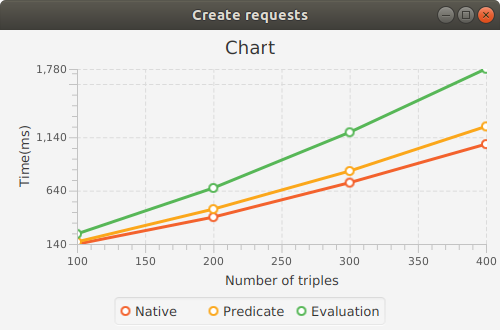 Create requests
Chart
1,780
1,140
640
140
Time(ms)
100 150 200 250 300 350 400
Number of triples
Native Predicate Evaluation